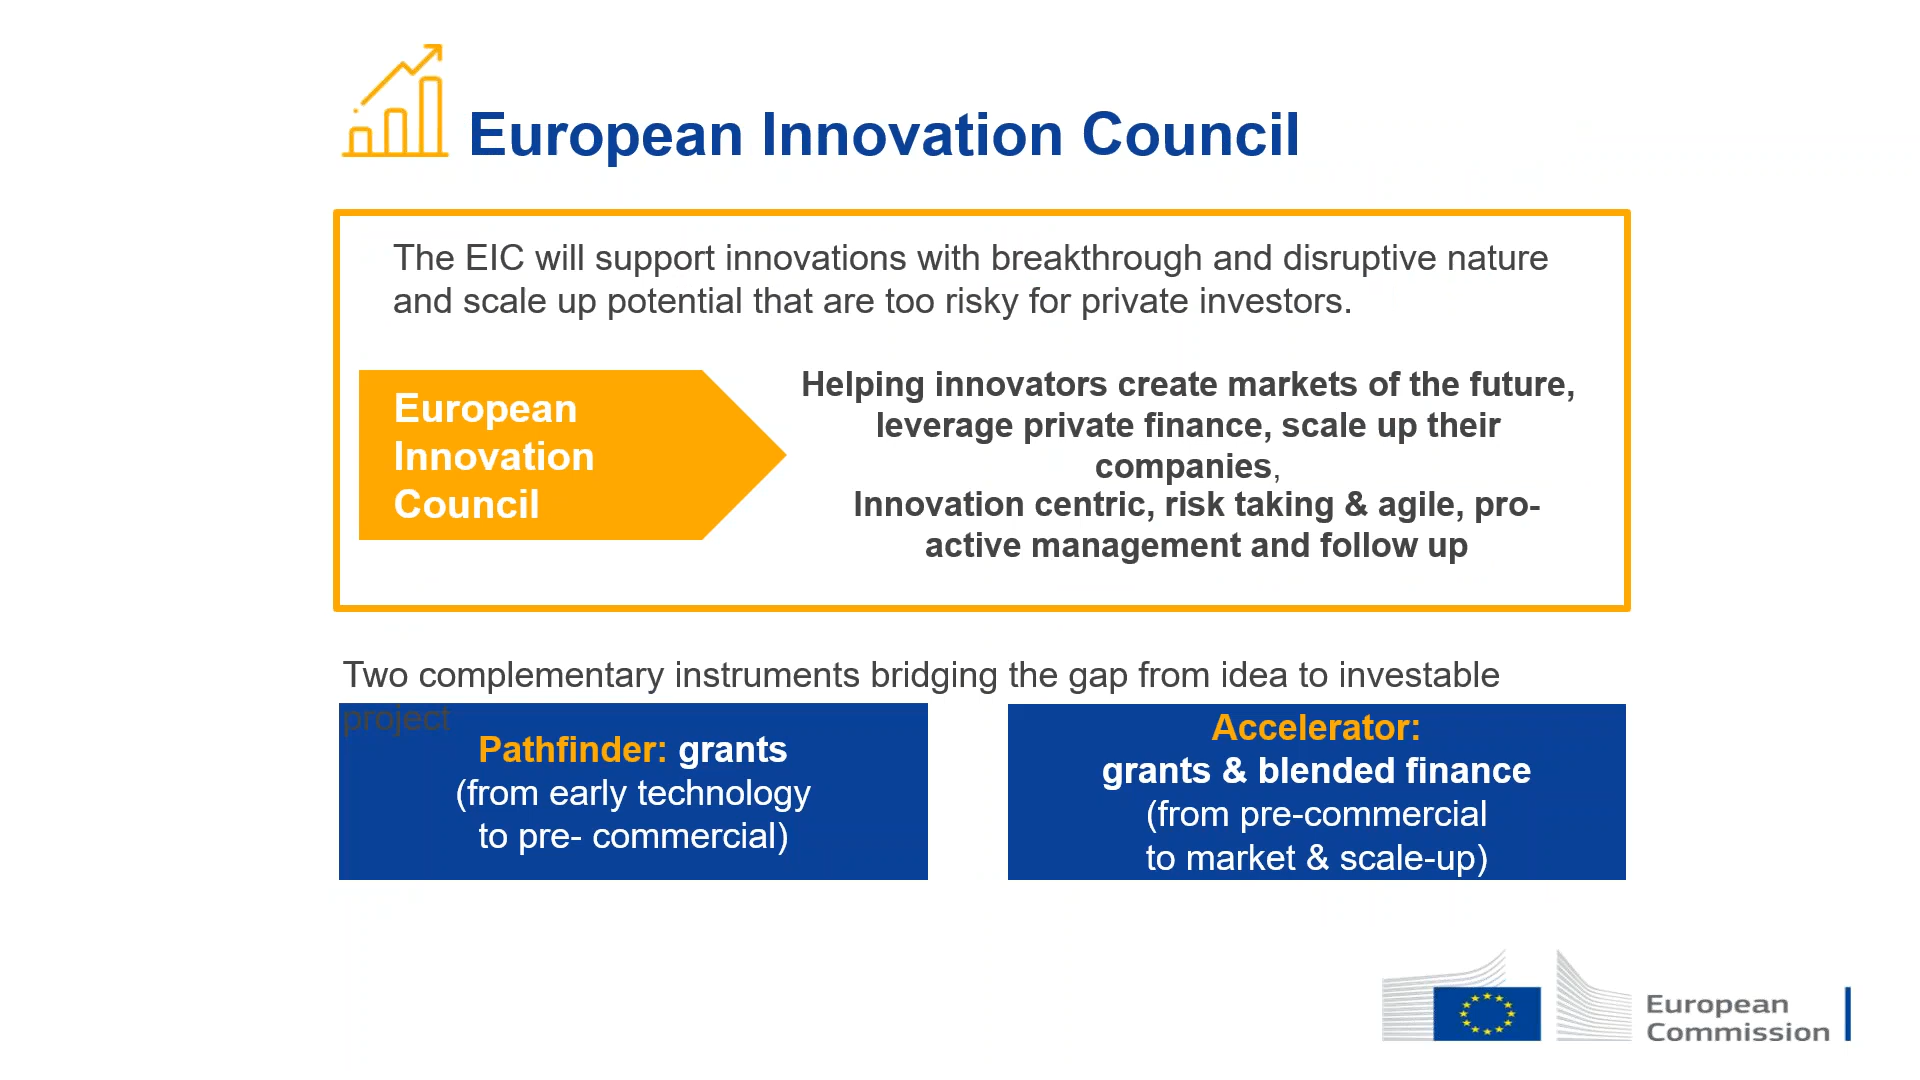 European Innovation Council
The EIC will support innovations with breakthrough and disruptive nature
and scale up potential that are too risky for private investors.
European
Innovation
Council
Helping innovators create markets of the future,
leverage private finance, scale up their
companies,
Innovation centric, risk taking & agile, pro-
active management and follow up
Two complementary instruments bridging the gap from idea to investable
project
Pathfinder: grants
(from early technology
to pre- commercial)
Accelerator:
grants & blended finance
(from pre-commercial
to market & scale-up)
European
Commission